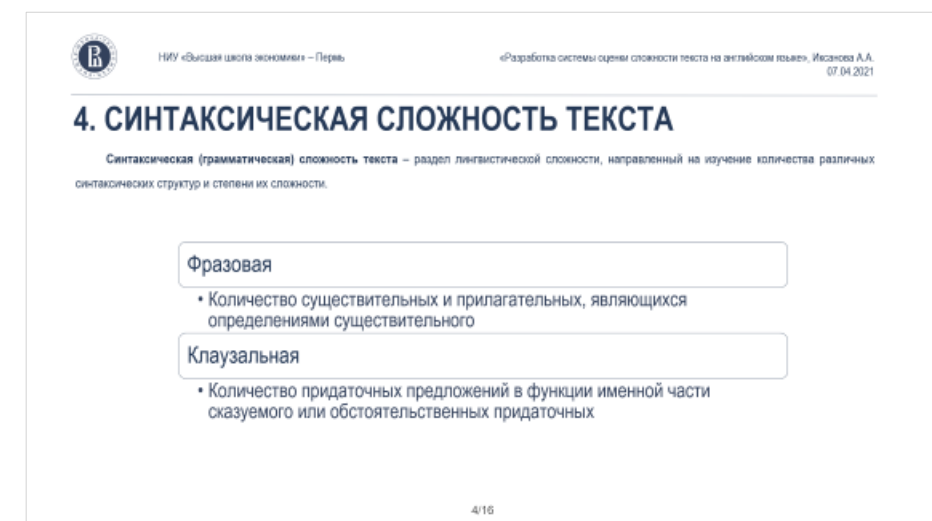 НИУ «Высшая школа экономики» – Пермь
«Разработка системы оценки сложности текста на английском языке», Иксанова А.А.
07.04.2021
4. СИНТАКСИЧЕСКАЯ СЛОЖНОСТЬ ТЕКСТА
Синтаксическая (грамматическая) сложность текста – раздел лингвистической сложности, направленный на изучение количества различных
синтаксических структур и степени их сложности.
Фразовая
• Количество существительных и прилагательных, являющихся
определениями существительного
Клаузальная
• Количество придаточных предложений в функции именной части
сказуемого или обстоятельственных придаточных
4/16